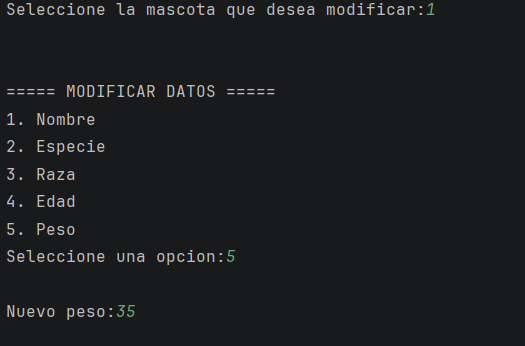 Seleccione la mascota que desea modificar:1
===== MODIFICAR DATOS =====
1. Nombre
2. Especie
3. Raza
4. Edad
5. Peso
Seleccione una opcion:5
Nuevo peso:35